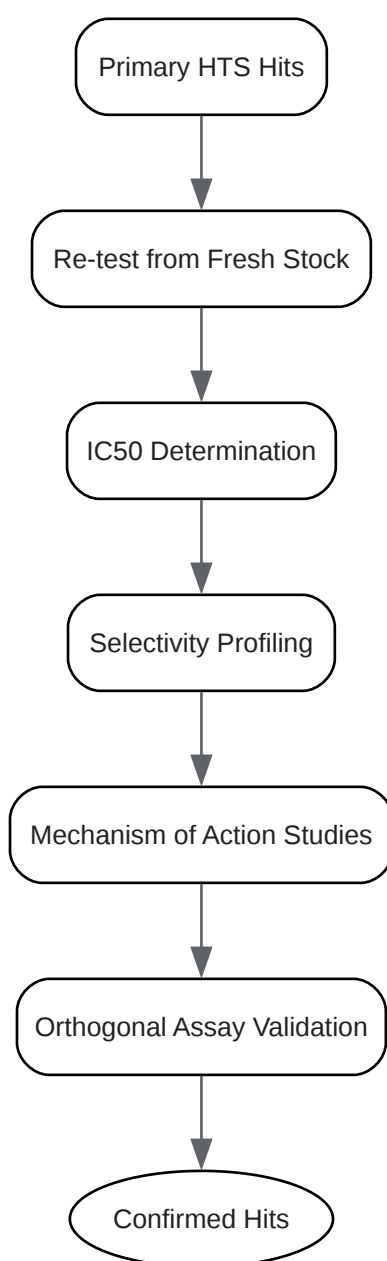 Primary HTS Hits
Re-test from Fresh Stock
IC50 Determination
Selectivity Profiling
Mechanism of Action Studies
Orthogonal Assay Validation
Confirmed Hits